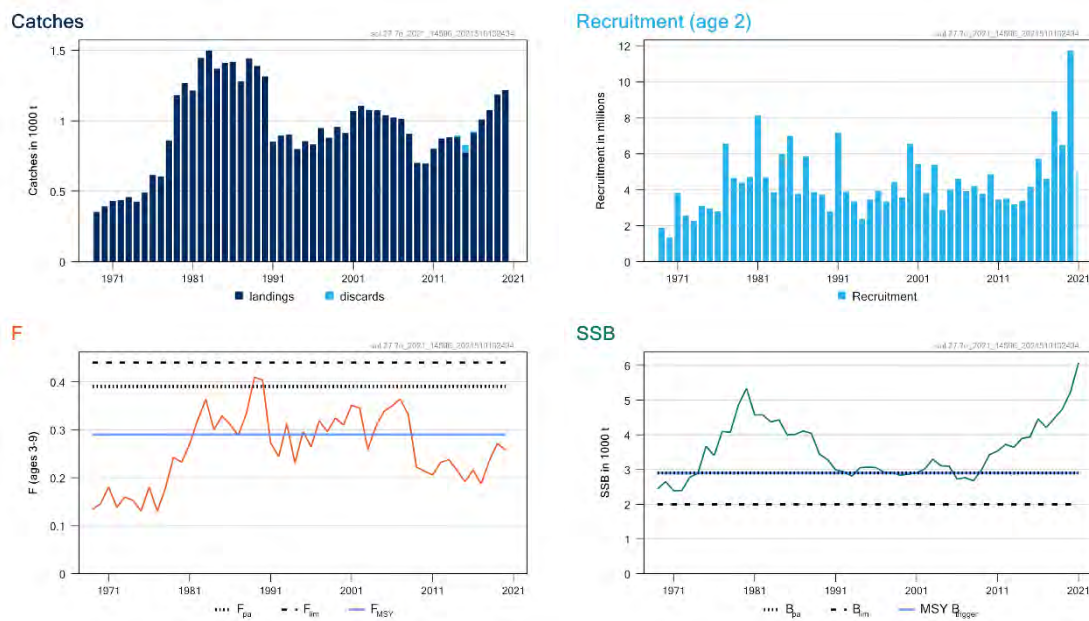 Catches
Recruitment (age 2)
Catches in 1000 t
1.5
1
0.5
0
1971 1981 1991 2001 2011 2021
landings discards
Recruitment in millions
12
10
8
6
4
2
0
1971 1981 1991 2001 2011 2021
Recruitment
F
SSB
F (ages 3-9)
0.4
0.3
0.2
0.1
0
1971 1981 1991 2001 2011 2021
Fpa Flim FMSY
SSB in 1000 t
6
5
4
3
2
1
0
1971 1981 1991 2001 2011 2021
Bpa Blim MSY Btrigger